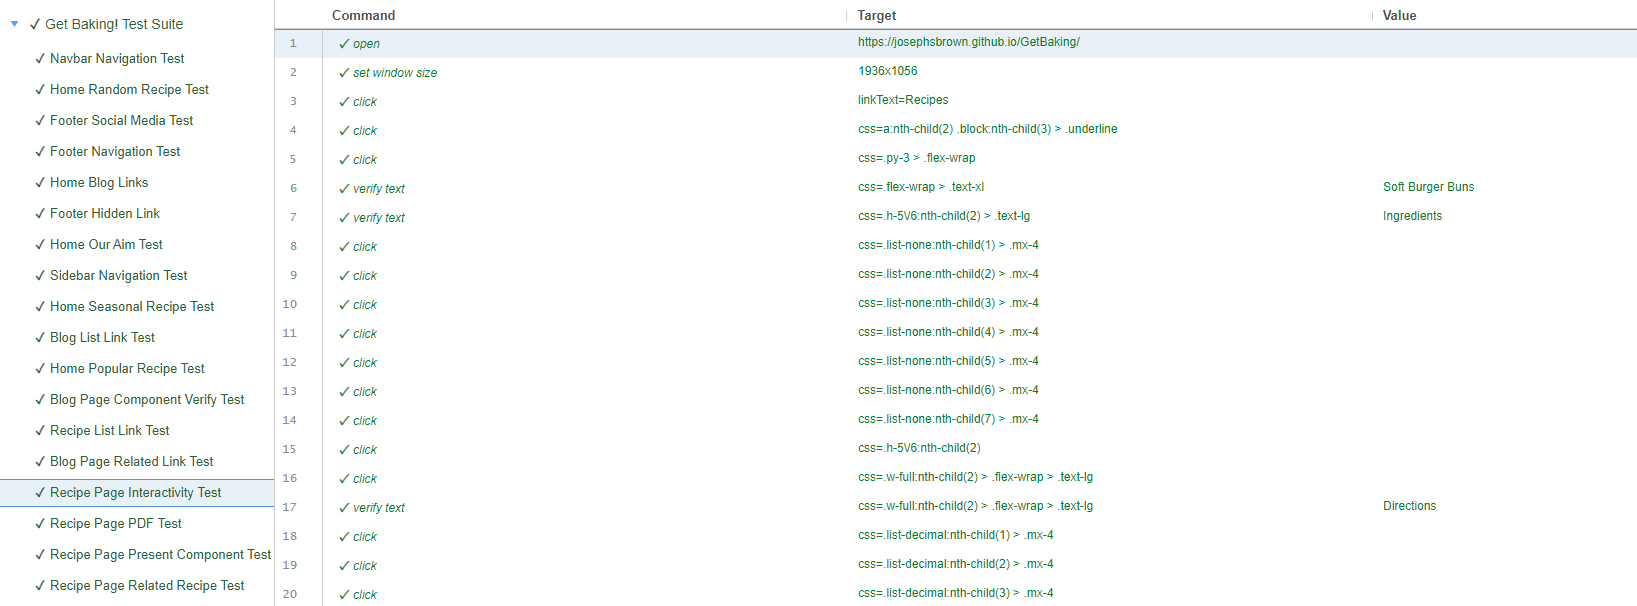 Get Baking! Test Suite
Navbar Navigation Test
Home Random Recipe Test
Footer Social Media Test
Footer Navigation Test
Home Blog Links
Footer Hidden Link
Home Our Aim Test
Sidebar Navigation Test
Home Seasonal Recipe Test
Blog List Link Test
Home Popular Recipe Test
Blog Page Component Verify Test
Recipe List Link Test
Blog Page Related Link Test
Recipe Page Interactivity Test
Recipe Page PDF Test
Recipe Page Present Component Test
Recipe Page Related Recipe Test
Command Target Value
1 ✓ open https://josephsbrown.github.io/GetBaking/
2 ✓ set window size 1936x1056
3 ✓ click linkText=Recipes
4 ✓ click css=a:nth-child(2) .block:nth-child(3) > .underline
5 ✓ click css=.py-3 > .flex-wrap
6 ✓ verify text css=.flex-wrap > .text-xl Soft Burger Buns
7 ✓ verify text css=.h-5\/6:nth-child(2) > .text-lg Ingredients
8 ✓ click css=.list-none:nth-child(1) > .mx-4
9 ✓ click css=.list-none:nth-child(2) > .mx-4
10 ✓ click css=.list-none:nth-child(3) > .mx-4
11 ✓ click css=.list-none:nth-child(4) > .mx-4
12 ✓ click css=.list-none:nth-child(5) > .mx-4
13 ✓ click css=.list-none:nth-child(6) > .mx-4
14 ✓ click css=.list-none:nth-child(7) > .mx-4
15 ✓ click css=.h-5\/6:nth-child(2)
16 ✓ click css=.w-full:nth-child(2) > .flex-wrap > .text-lg
17 ✓ verify text css=.w-full:nth-child(2) > .flex-wrap > .text-lg Directions
18 ✓ click css=.list-decimal:nth-child(1) > .mx-4
19 ✓ click css=.list-decimal:nth-child(2) > .mx-4
20 ✓ click css=.list-decimal:nth-child(3) > .mx-4